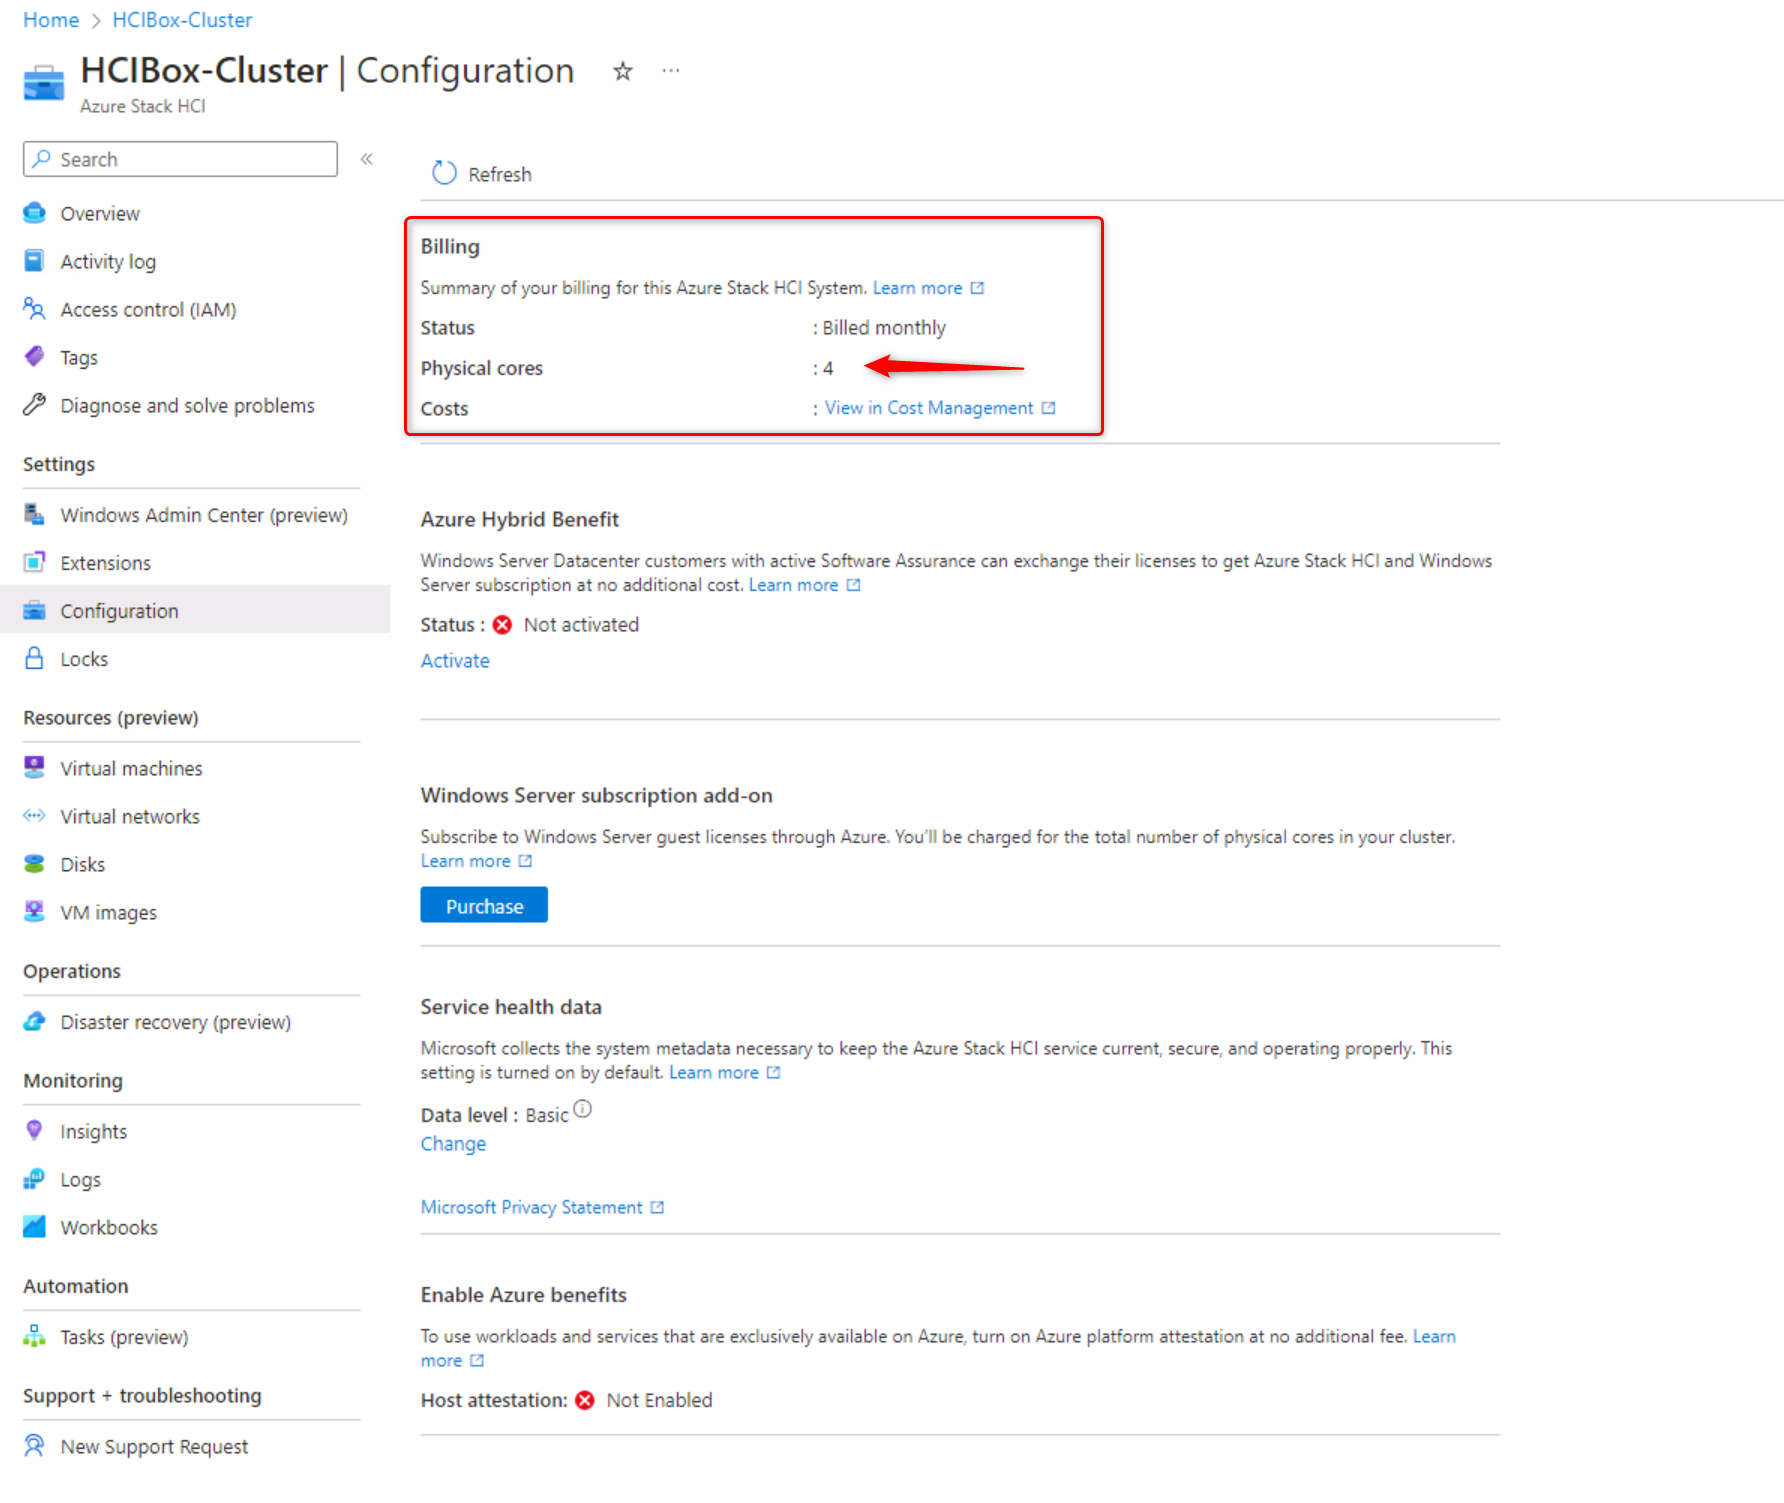 Home > HCIBox-Cluster
HCIBox-Cluster | Configuration
Azure Stack HCI
Search
Overview
Activity log
Access control (IAM)
Tags
Diagnose and solve problems
Settings
Windows Admin Center (preview)
Extensions
Configuration
Locks
Resources (preview)
Virtual machines
Virtual networks
Disks
VM images
Operations
Disaster recovery (preview)
Monitoring
Insights
Logs
Workbooks
Automation
Tasks (preview)
Support + troubleshooting
New Support Request
Refresh
Billing
Summary of your billing for this Azure Stack HCI System. Learn more
Status : Billed monthly
Physical cores : 4
Costs : View in Cost Management
Azure Hybrid Benefit
Windows Server Datacenter customers with active Software Assurance can exchange their licenses to get Azure Stack HCI and Windows
Server subscription at no additional cost. Learn more
Status : Not activated
Activate
Windows Server subscription add-on
Subscribe to Windows Server guest licenses through Azure. You'll be charged for the total number of physical cores in your cluster.
Learn more
Purchase
Service health data
Microsoft collects the system metadata necessary to keep the Azure Stack HCI service current, secure, and operating properly. This
setting is turned on by default. Learn more
Data level : Basic
Change
Microsoft Privacy Statement
Enable Azure benefits
To use workloads and services that are exclusively available on Azure, turn on Azure platform attestation at no additional fee. Learn
more
Host attestation: Not Enabled